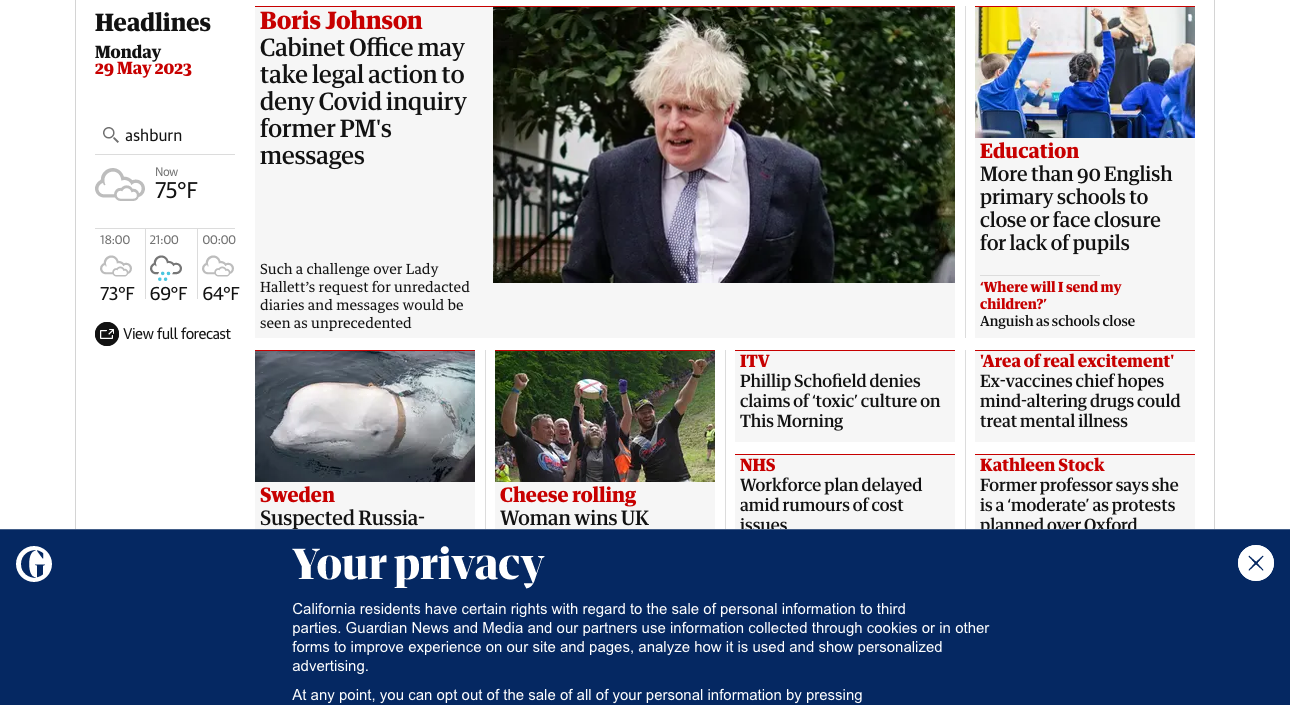 Headlines
Monday
29 May 2023
ashburn
Now
75°F
18:00
21:00
00:00
73°F
69°F
64°F
View full forecast
Boris Johnson
Cabinet Office may
take legal action to
deny Covid inquiry
former PM's
messages
Such a challenge over Lady
Hallett’s request for unredacted
diaries and messages would be
seen as unprecedented
Education
More than 90 English
primary schools to
close or face closure
for lack of pupils
‘Where will I send my
children?’
Anguish as schools close
Sweden
Suspected Russia-
Cheese rolling
Woman wins UK
ITV
Phillip Schofield denies
claims of ‘toxic’ culture on
This Morning
NHS
Workforce plan delayed
amid rumours of cost
issues
'Area of real excitement'
Ex-vaccines chief hopes
mind-altering drugs could
treat mental illness
Kathleen Stock
Former professor says she
is a ‘moderate’ as protests
planned over Oxford
G
Your privacy
California residents have certain rights with regard to the sale of personal information to third
parties. Guardian News and Media and our partners use information collected through cookies or in other
forms to improve experience on our site and pages, analyze how it is used and show personalized
advertising.
At any point, you can opt out of the sale of all of your personal information by pressing